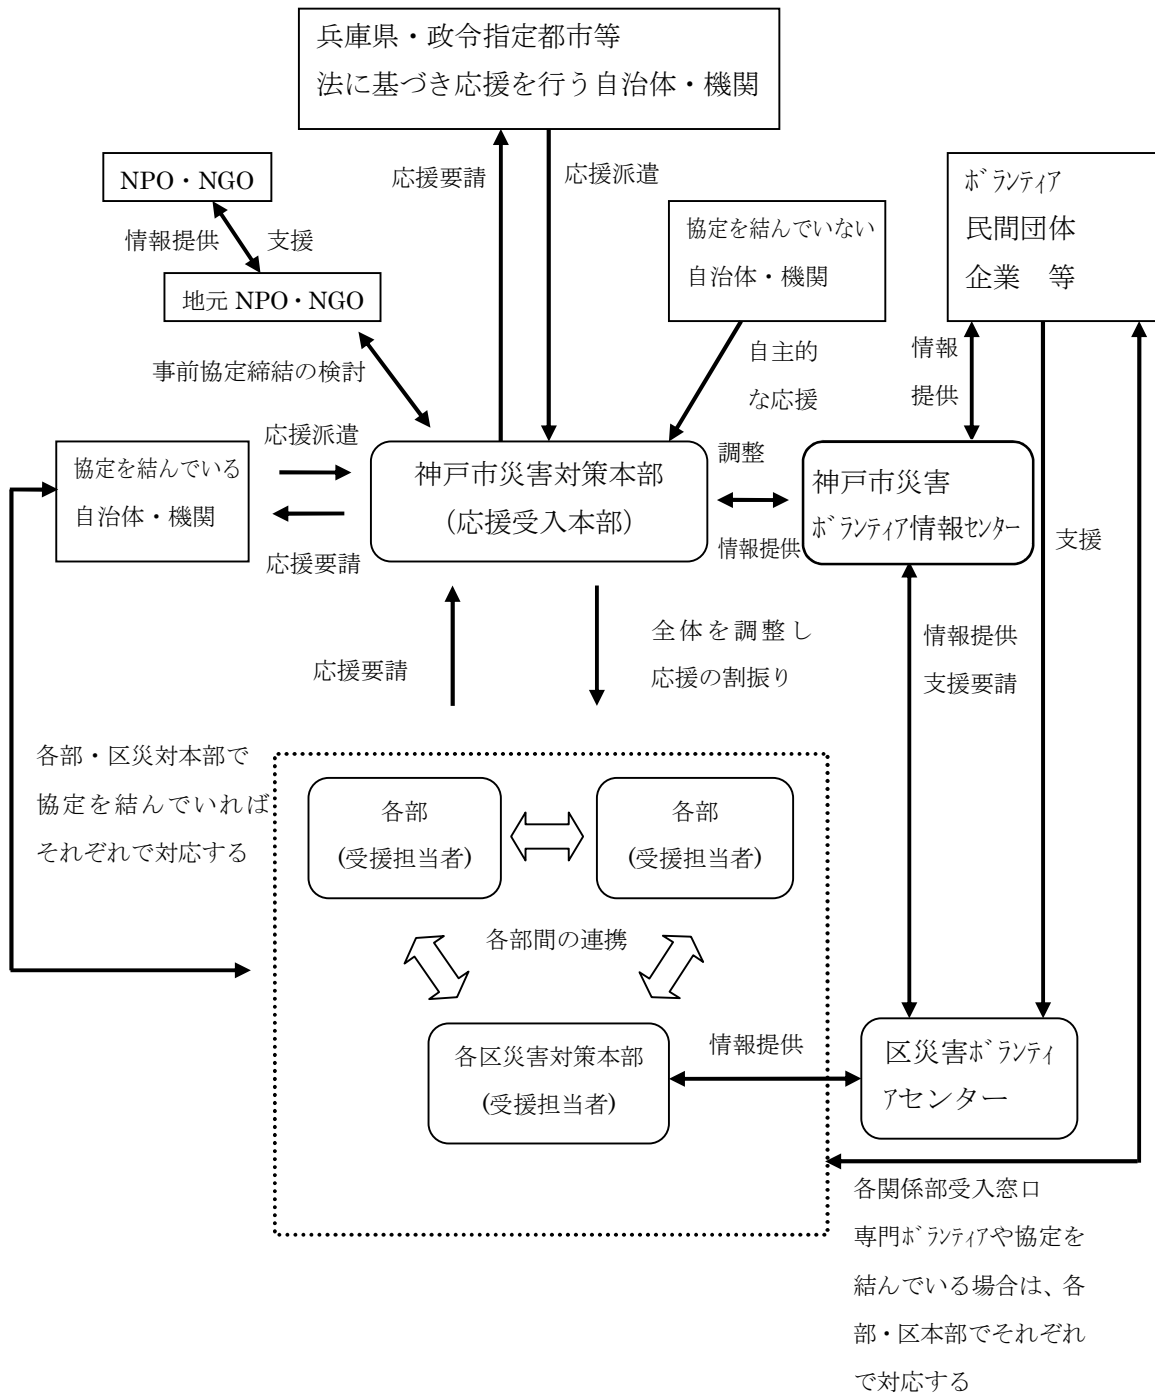 兵庫県・政令指定都市等
法に基づき応援を行う自治体・機関
NPO・NGO
情報提供
支援
地元 NPO・NGO
事前協定締結の検討
応援要請
応援派遣
協定を結んでいない
自治体・機関
自主的
な応援
ﾎﾞﾗﾝﾃｨｱ
民間団体
企業　等
情報
提供
協定を結んでいる
自治体・機関
応援派遣
応援要請
神戸市災害対策本部
(応援受入本部)
調整
情報提供
神戸市災害
ﾎﾞﾗﾝﾃｨｱ情報ｾﾝﾀｰ
支援
応援要請
全体を調整し
応援の割振り
情報提供
支援要請
各部・区災対本部で
協定を結んでいれば
それぞれで対応する
各部
(受援担当者)
各部
(受援担当者)
各部間の連携
各区災害対策本部
(受援担当者)
情報提供
区災害ﾎﾞﾗﾝﾃｨ
ｱセンター
各関係部受入窓口
専門ﾎﾞﾗﾝﾃｨｱや協定を
結んでいる場合は、各
部・区本部でそれぞれ
で対応する